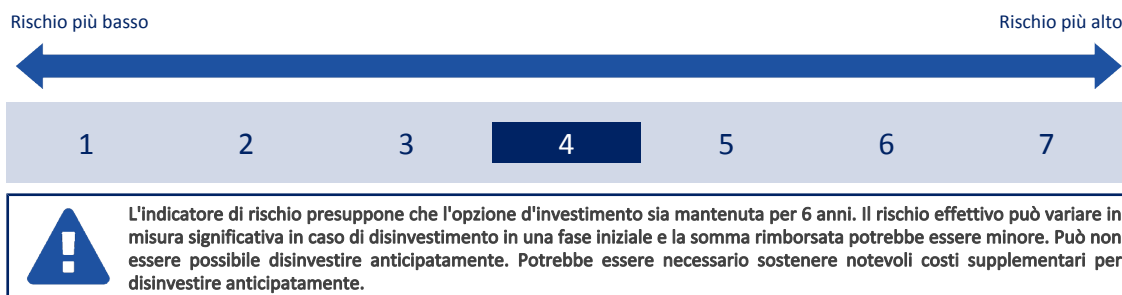 Rischio più basso Rischio più alto
1 2 3 4 5 6 7
L'indicatore di rischio presuppone che l'opzione d'investimento sia mantenuta per 6 anni. Il rischio effettivo può variare in
misura significativa in caso di disinvestimento in una fase iniziale e la somma rimborsata potrebbe essere minore. Può non
essere possibile disinvestire anticipatamente. Potrebbe essere necessario sostenere notevoli costi supplementari per
disinvestire anticipatamente.